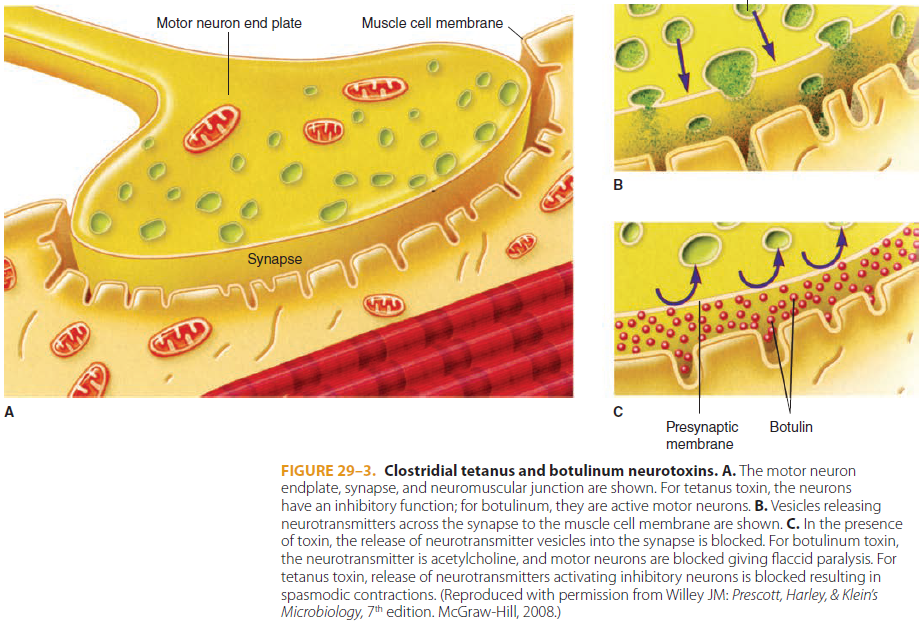 Motor neuron end plate
Muscle cell membrane
Synapse
A
B
C
Presynaptic
membrane
Botulin
FIGURE 29–3. Clostridial tetanus and botulinum neurotoxins. A. The motor neuron
endplate, synapse, and neuromuscular junction are shown. For tetanus toxin, the neurons
have an inhibitory function; for botulinum, they are active motor neurons. B. Vesicles releasing
neurotransmitters across the synapse to the muscle cell membrane are shown. C. In the presence
of toxin, the release of neurotransmitter vesicles into the synapse is blocked. For botulinum toxin,
the neurotransmitter is acetylcholine, and motor neurons are blocked giving flaccid paralysis. For
tetanus toxin, release of neurotransmitters activating inhibitory neurons is blocked resulting in
spasmodic contractions. (Reproduced with permission from Willey JM: Prescott, Harley, & Klein's
Microbiology, 7th edition. McGraw-Hill, 2008.)